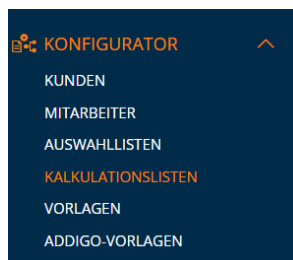 KONFIGURATOR
KUNDEN
MITARBEITER
AUSWAHLLISTEN
KALKULATIONSLISTEN
VORLAGEN
ADDIGO-VORLAGEN